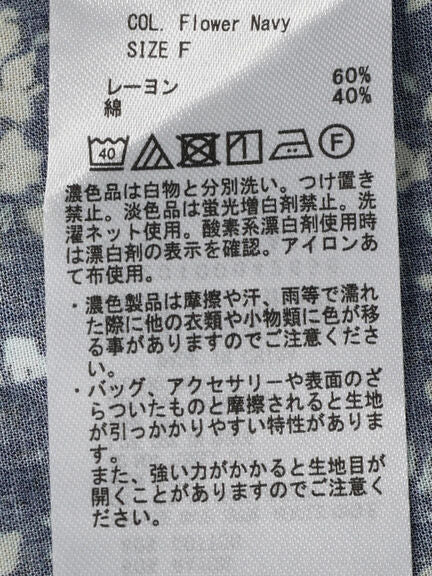 COL. Flower Navy
SIZE F
レーヨン 60%
綿 40%
40 F
濃色品は白物と分別洗い。つけ置き
禁止。淡色品は蛍光増白剤禁止。洗
濯ネット使用。酸素系漂白剤使用時
は漂白剤の表示を確認。アイロンあ
て布使用。
・濃色製品は摩擦や汗、雨等で濡れ
た際に他の衣類や小物類に色が移
る事がありますのでご注意くださ
い。
・バッグ、アクセサリーや表面のざ
らついたものと摩擦されると生地
が引っかかりやすい特性がありま
す。
また、強い力がかかると生地目が
開くことがありますのでご注意く
ださい。